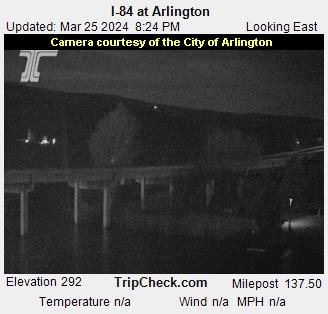 I-84 at Arlington
Updated: Mar 25 2024 8:24 PM Looking East
Camera courtesy of the City of Arlington
Elevation 292 TripCheck.com Milepost 137.50
Temperature n/a Wind n/a MPH n/a